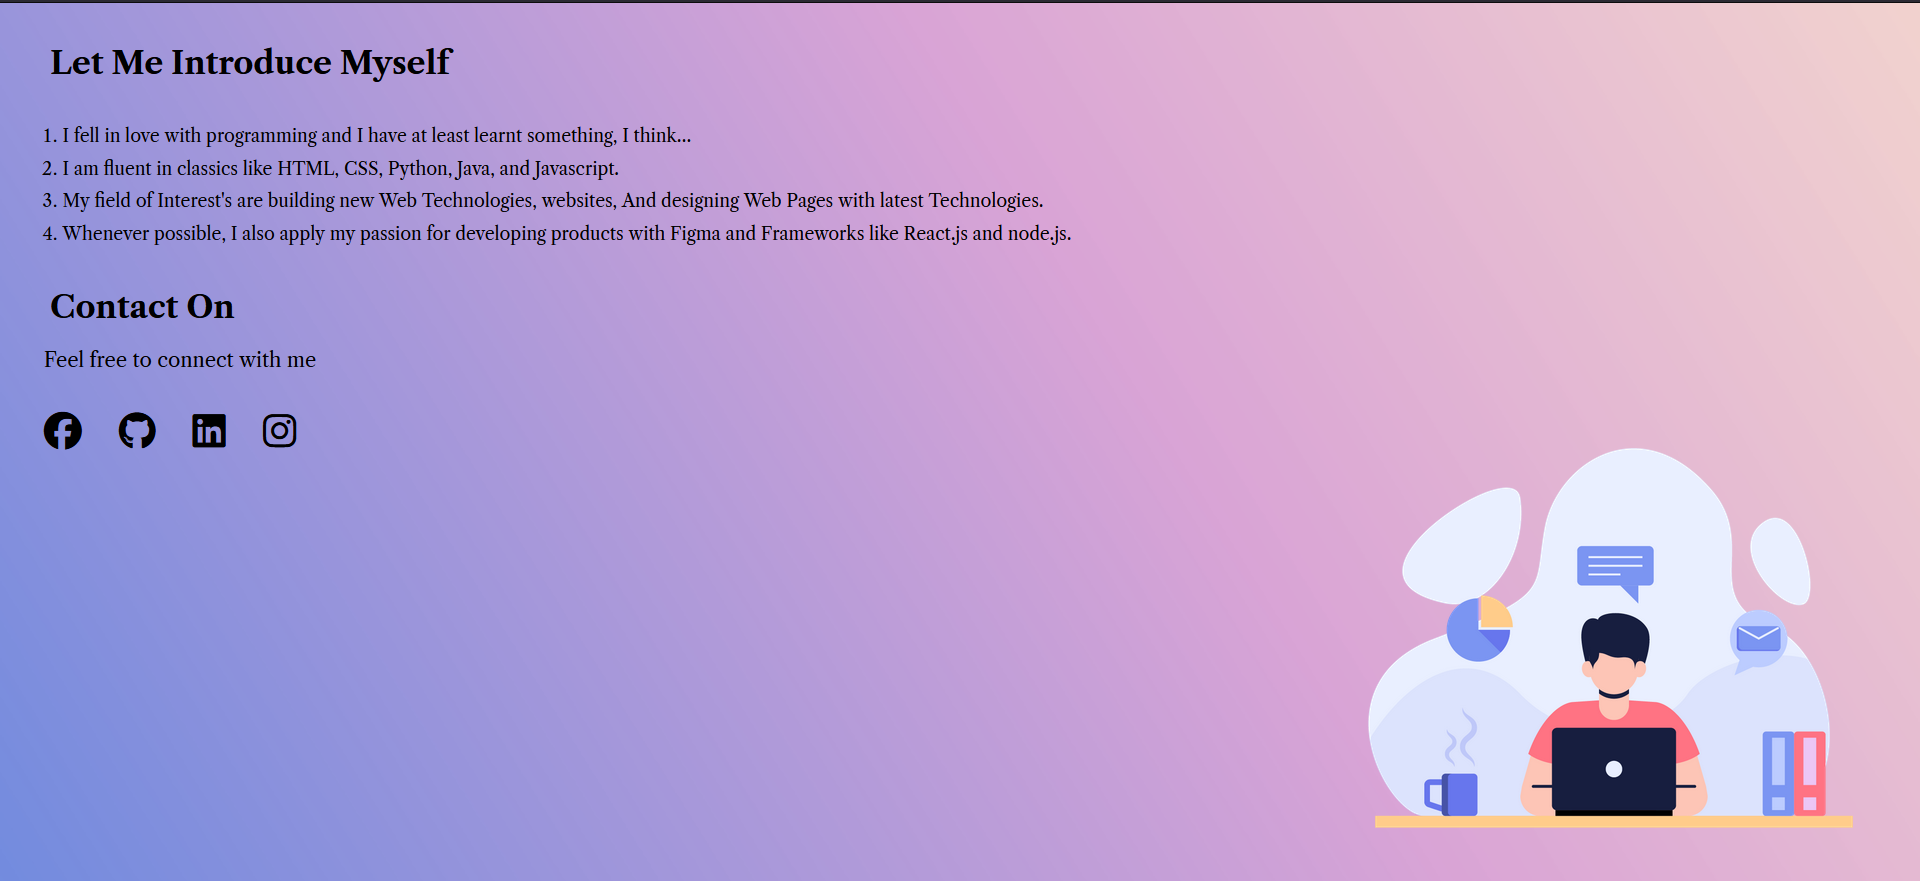 Let Me Introduce Myself
1. I fell in love with programming and I have at least learnt something, I think...
2. I am fluent in classics like HTML, CSS, Python, Java, and Javascript.
3. My field of Interest's are building new Web Technologies, websites, And designing Web Pages with latest Technologies.
4. Whenever possible, I also apply my passion for developing products with Figma and Frameworks like React.js and node.js.
Contact On
Feel free to connect with me